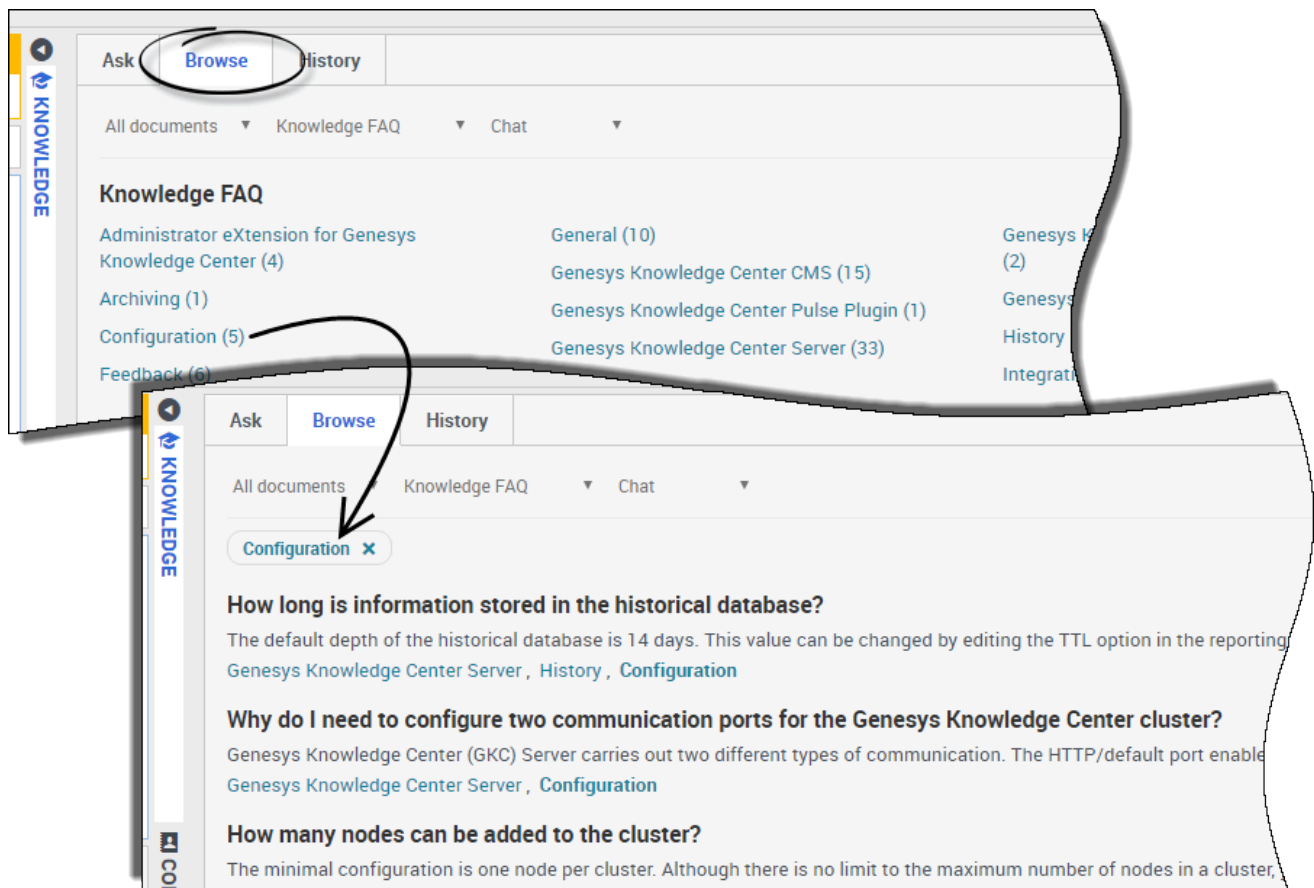 KNOWLEDGE
Ask Browse History
All documents Knowledge FAQ Chat
Knowledge FAQ
Administrator eXtension for Genesys
Knowledge Center (4)
Archiving (1)
Configuration (5)
Feedback (6)
General (10)
Genesys Knowledge Center CMS (15)
Genesys Knowledge Center Pulse Plugin (1)
Genesys Knowledge Center Server (33)
Genesys
(2)
Genesys
History
KNOWLEDGE
Ask Browse History
All documents Knowledge FAQ Chat
Configuration ×
How long is information stored in the historical database?
The default depth of the historical database is 14 days. This value can be changed by editing the TTL option in the reporting
Genesys Knowledge Center Server , History , Configuration
Why do I need to configure two communication ports for the Genesys Knowledge Center cluster?
Genesys Knowledge Center (GKC) Server carries out two different types of communication. The HTTP/default port enable
Genesys Knowledge Center Server , Configuration
How many nodes can be added to the cluster?
The minimal configuration is one node per cluster. Although there is no limit to the maximum number of nodes in a cluster,